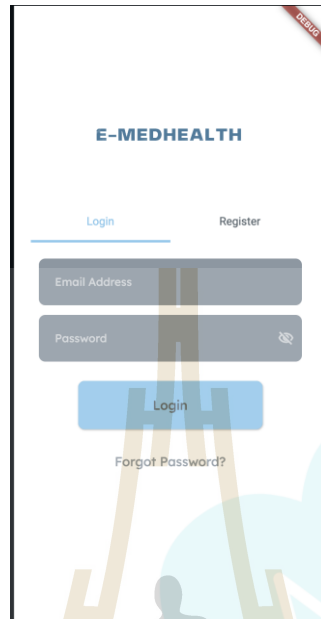 DEBUG
E-MEDHEALTH
Login Register
Email Address
Password
Login
Forgot Password?